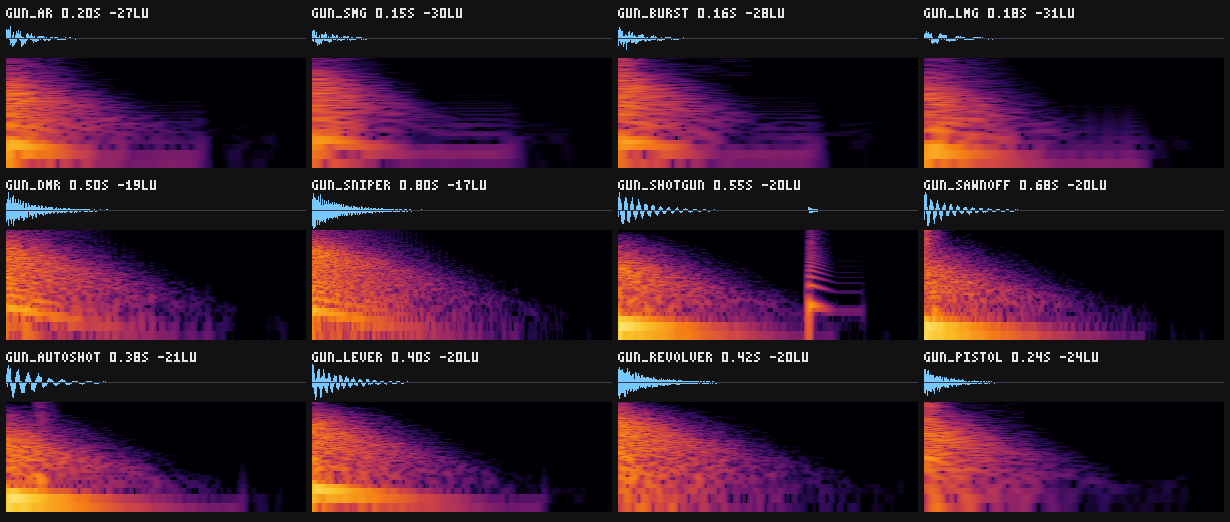 GUN_AR 0.20S -27LU
GUN_SMG 0.15S -30LU
GUN_BURST 0.16S -28LU
GUN_LMG 0.18S -31LU
GUN_DMR 0.50S -19LU
GUN_SNIPER 0.80S -17LU
GUN_SHOTGUN 0.55S -20LU
GUN_SAWNOFF 0.68S -20LU
GUN_AUTOSHOT 0.38S -21LU
GUN_LEVER 0.40S -20LU
GUN_REVOLVER 0.42S -20LU
GUN_PISTOL 0.24S -24LU